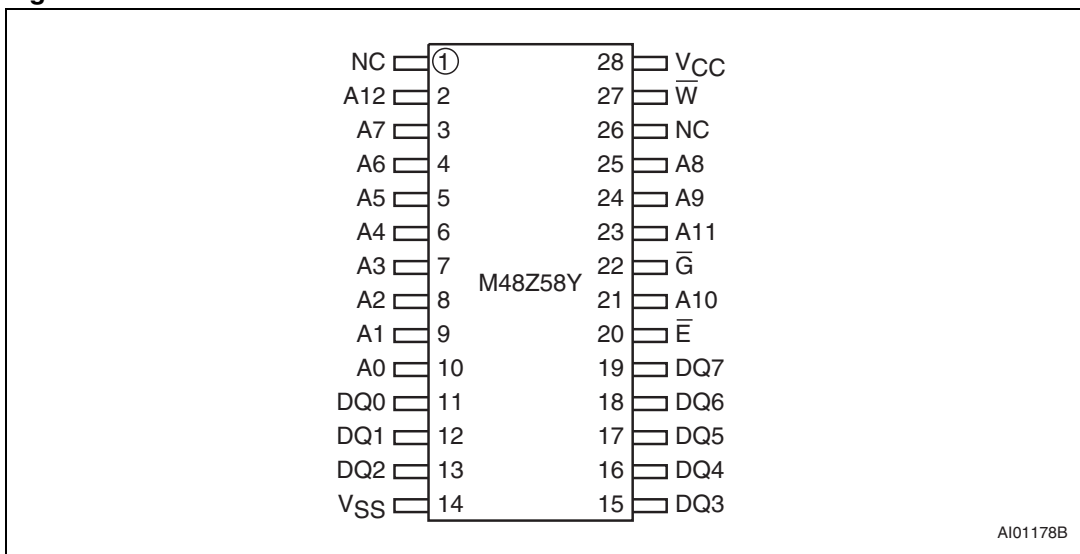 NC 1 28 VCC
A12 2 27 W̅
A7 3 26 NC
A6 4 25 A8
A5 5 24 A9
A4 6 23 A11
A3 7 22 G̅
M48Z58Y
A2 8 21 A10
A1 9 20 E̅
A0 10 19 DQ7
DQ0 11 18 DQ6
DQ1 12 17 DQ5
DQ2 13 16 DQ4
VSS 14 15 DQ3
AI01178B